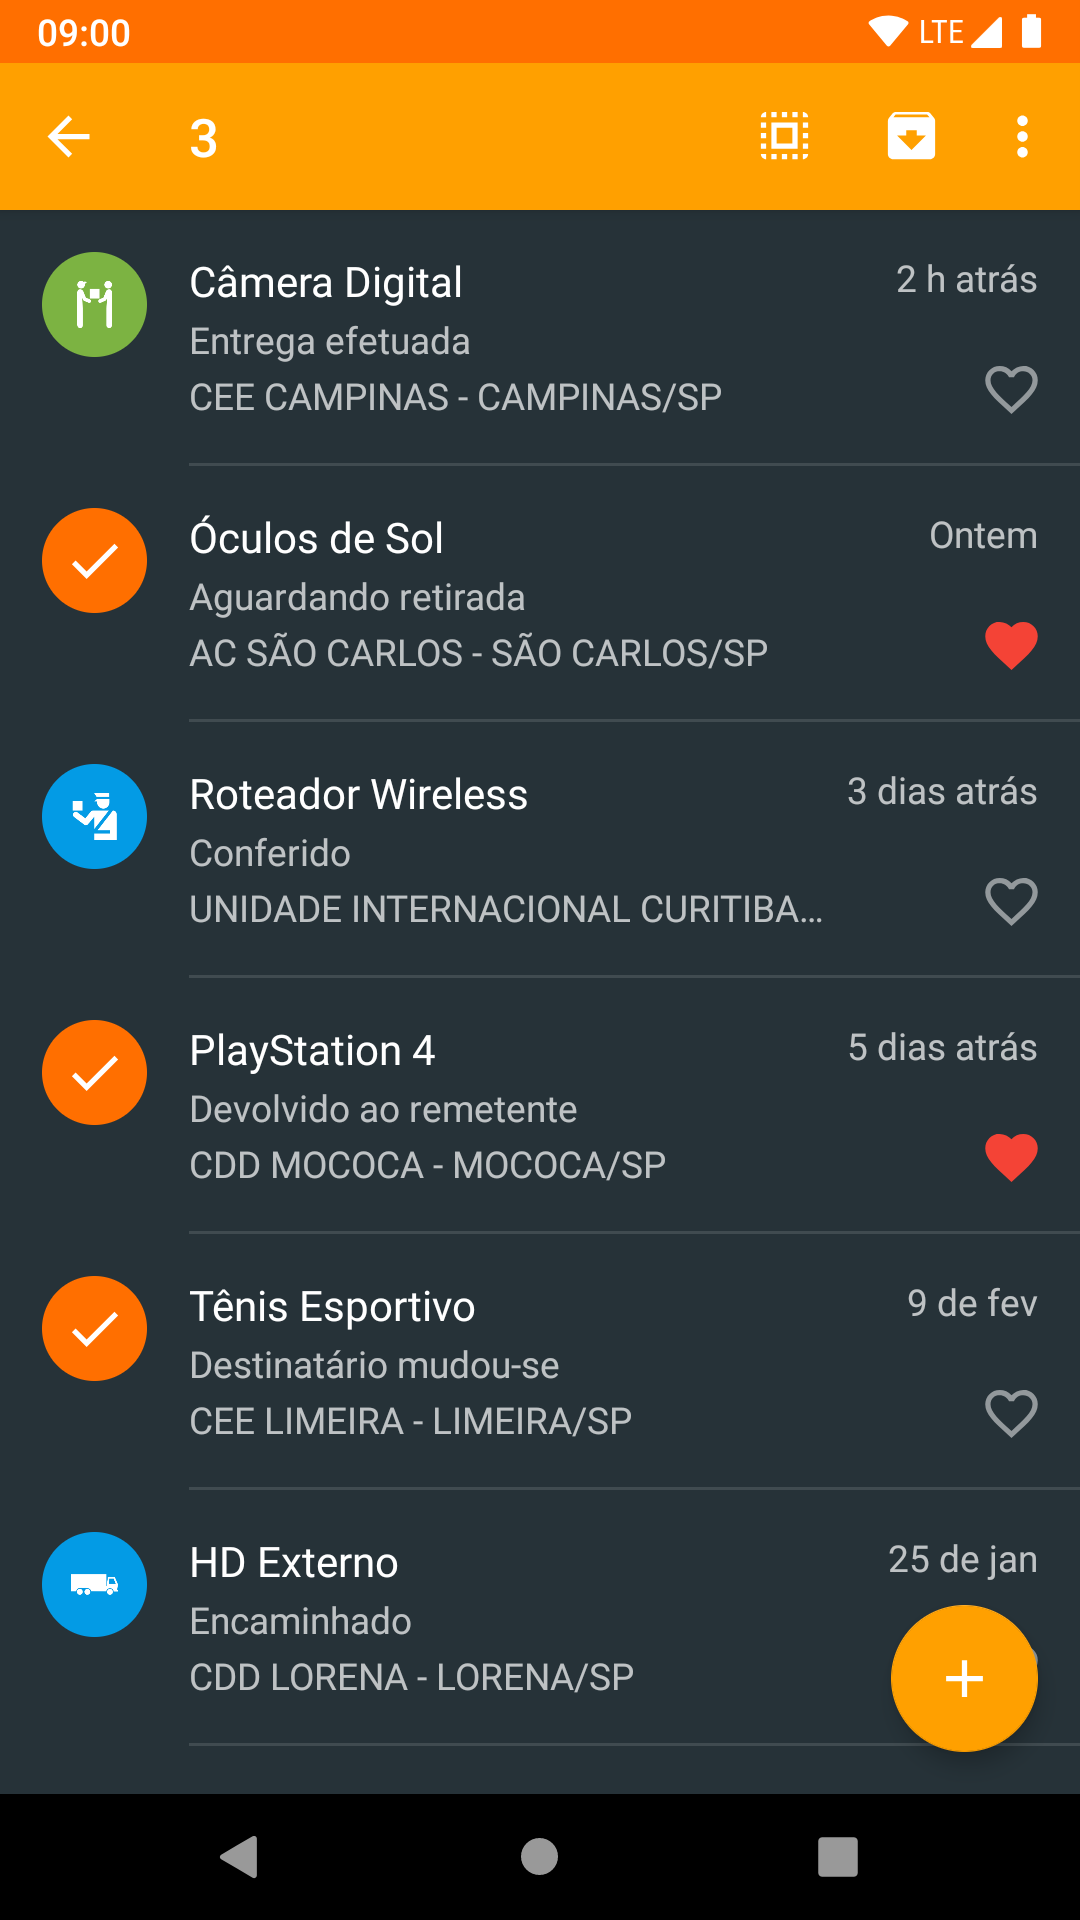 09:00 LTE
3
Câmera Digital 2 h atrás
Entrega efetuada
CEE CAMPINAS - CAMPINAS/SP
Óculos de Sol Ontem
Aguardando retirada
AC SÃO CARLOS - SÃO CARLOS/SP
Roteador Wireless 3 dias atrás
Conferido
UNIDADE INTERNACIONAL CURITIBA...
PlayStation 4 5 dias atrás
Devolvido ao remetente
CDD MOCOCA - MOCOCA/SP
Tênis Esportivo 9 de fev
Destinatário mudou-se
CEE LIMEIRA - LIMEIRA/SP
HD Externo 25 de jan
Encaminhado
CDD LORENA - LORENA/SP